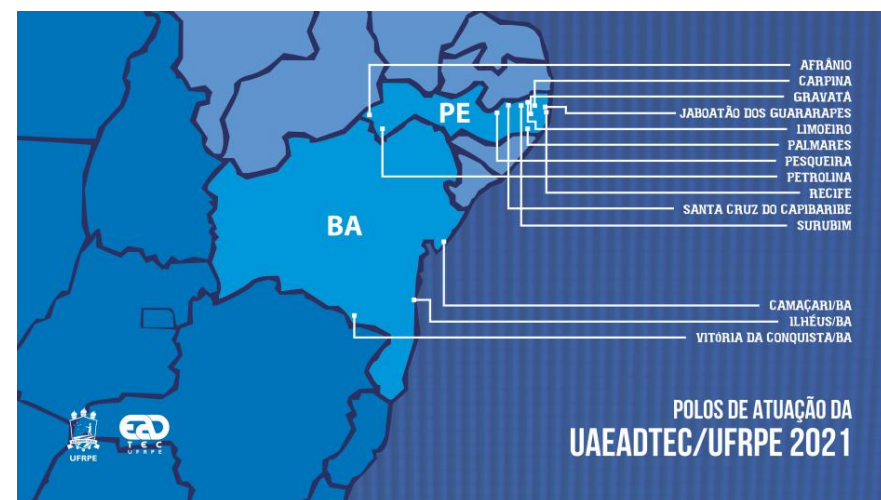 AFRÂNIO
CARPINA
GRAVATÁ
JABOATÃO DOS GUARARAPES
LIMOEIRO
PALMARES
PESQUEIRA
PETROLINA
RECIFE
SANTA CRUZ DO CAPIBARIBE
SURUBIM
PE
BA
CAMAÇARI/BA
ILHÉUS/BA
VITÓRIA DA CONQUISTA/BA
POLOS DE ATUAÇÃO DA
UAEADTEC/UFRPE 2021
UFRPE
EAD
TEC
UFRPE